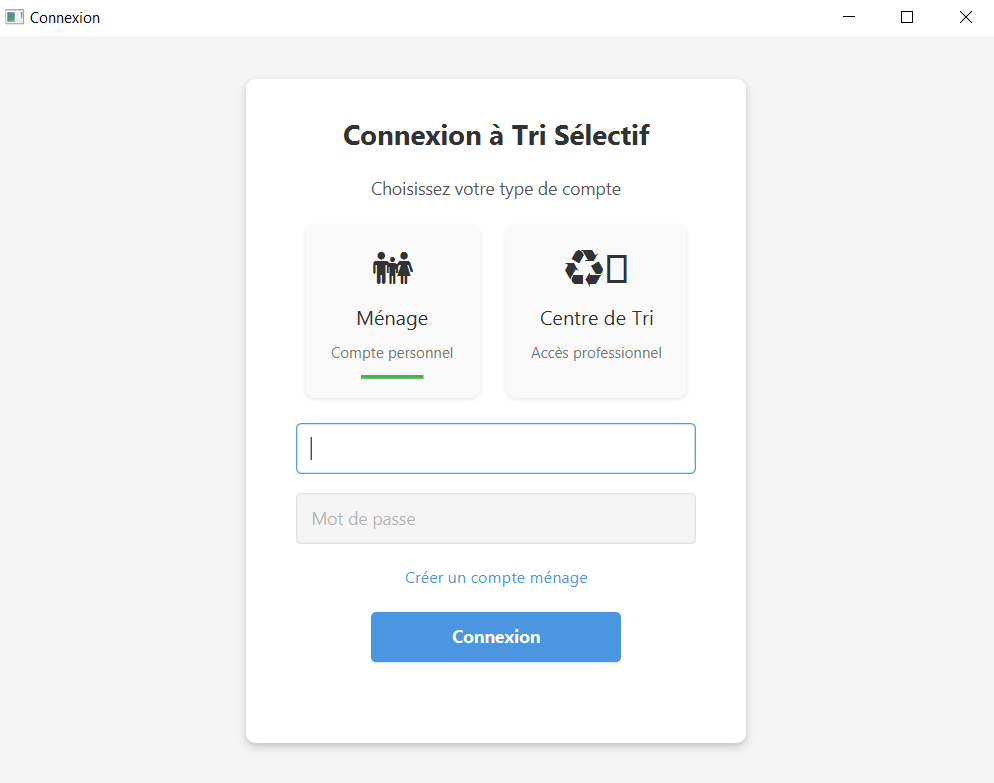 Connexion
Connexion à Tri Sélectif
Choisissez votre type de compte
Ménage
Centre de Tri
Compte personnel
Accès professionnel
Mot de passe
Créer un compte ménage
Connexion